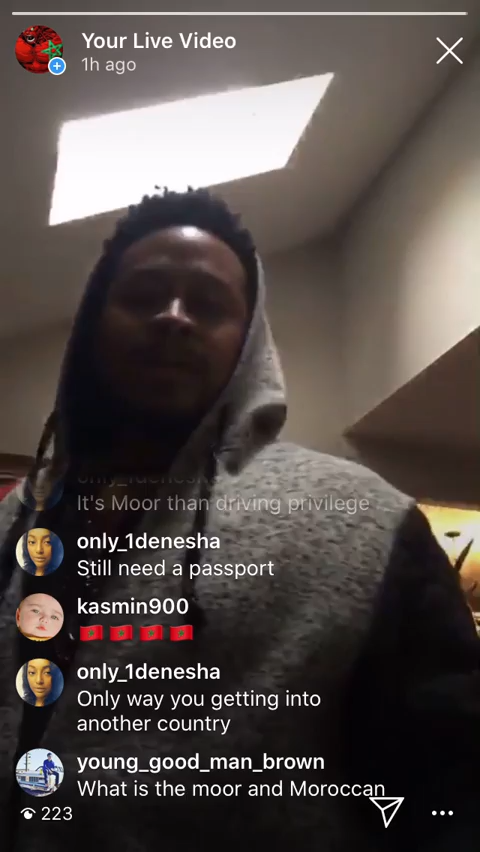 Your Live Video
1h ago
only_1denesha
It's Moor than driving privilege
only_1denesha
Still need a passport
kasmin900
🇲🇦 🇲🇦 🇲🇦 🇲🇦
only_1denesha
Only way you getting into
another country
young_good_man_brown
What is the moor and Moroccan
223